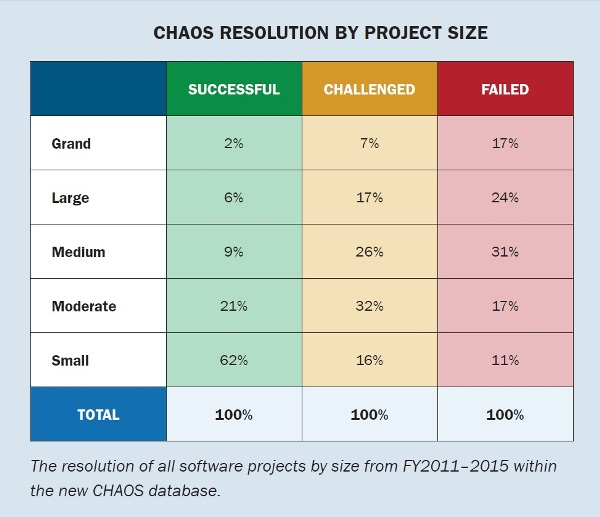 CHAOS RESOLUTION BY PROJECT SIZE
SUCCESSFUL CHALLENGED FAILED
Grand 2% 7% 17%
Large 6% 17% 24%
Medium 9% 26% 31%
Moderate 21% 32% 17%
Small 62% 16% 11%
TOTAL 100% 100% 100%
The resolution of all software projects by size from FY2011–2015 within
the new CHAOS database.